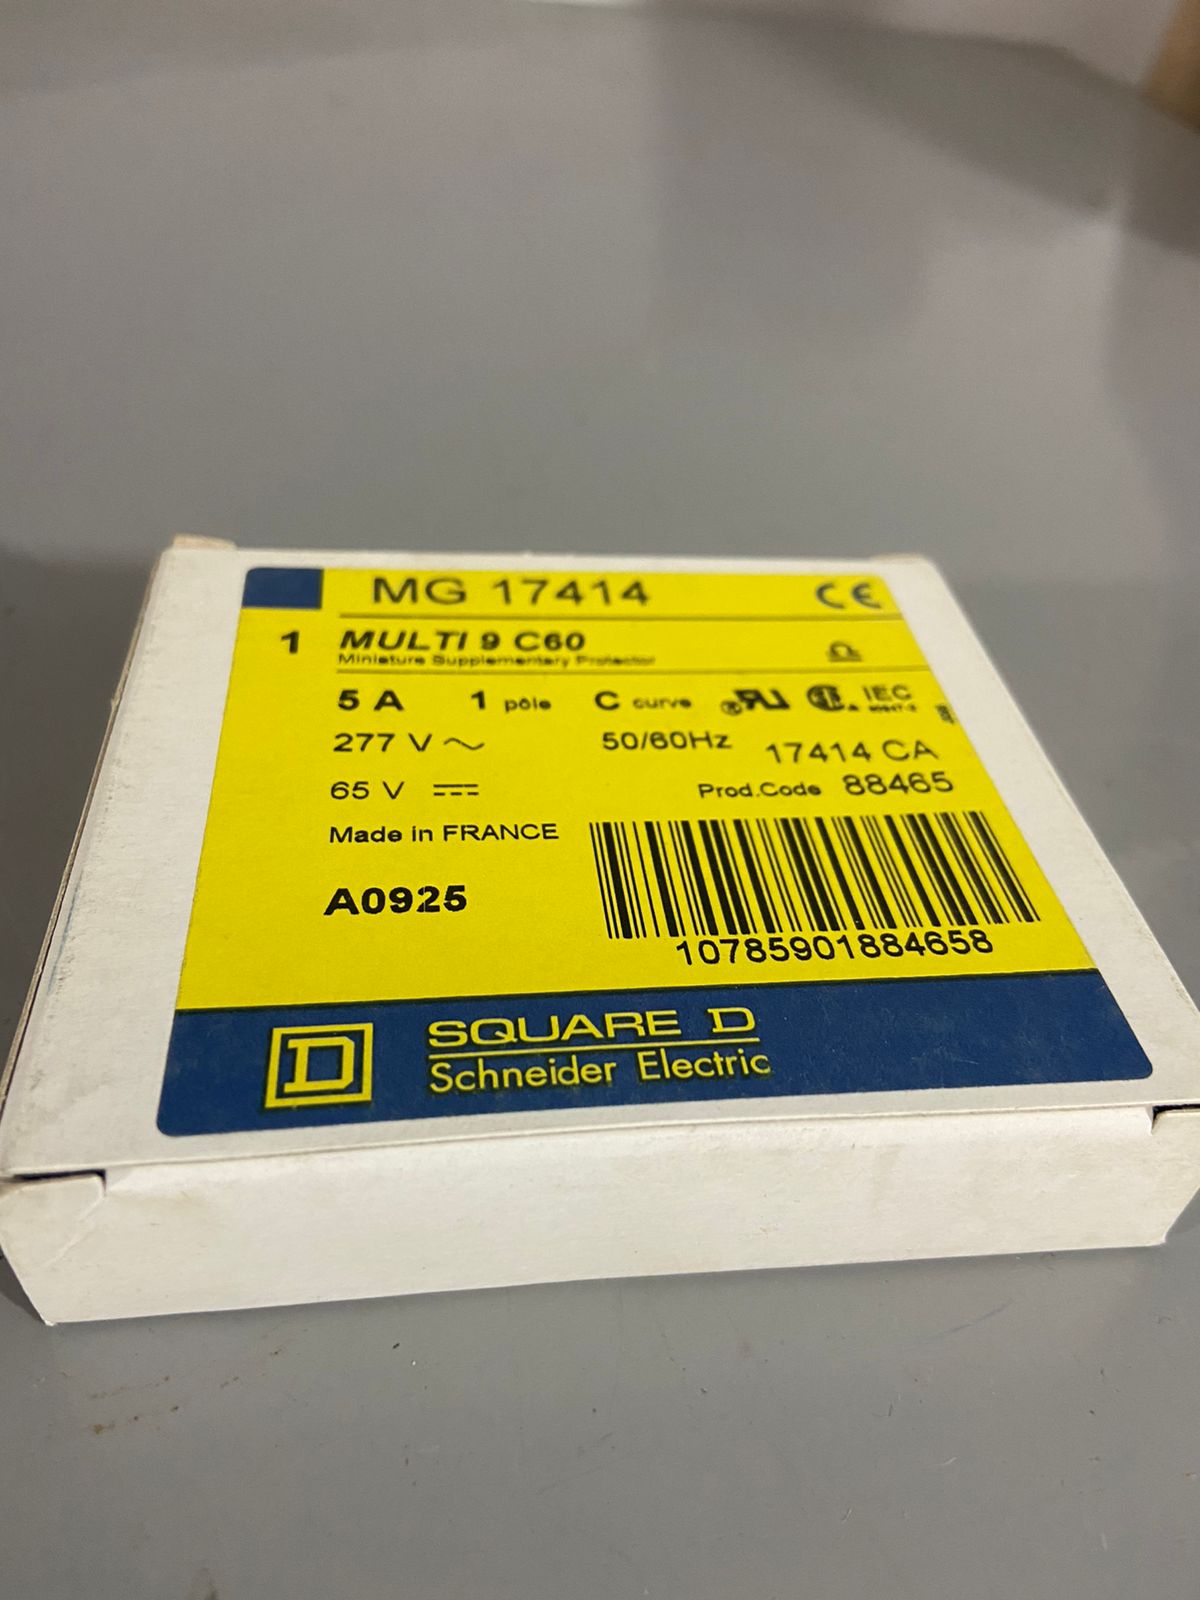 MG 17414 CE
1 MULTI 9 C60
Miniature Supplementary Protector
5 A 1 pôle C curve IEC
277 V ~ 50/60Hz 17414 CA
65 V Prod.Code 88465
Made in FRANCE
A0925
10785901884658
D SQUARE D
Schneider Electric